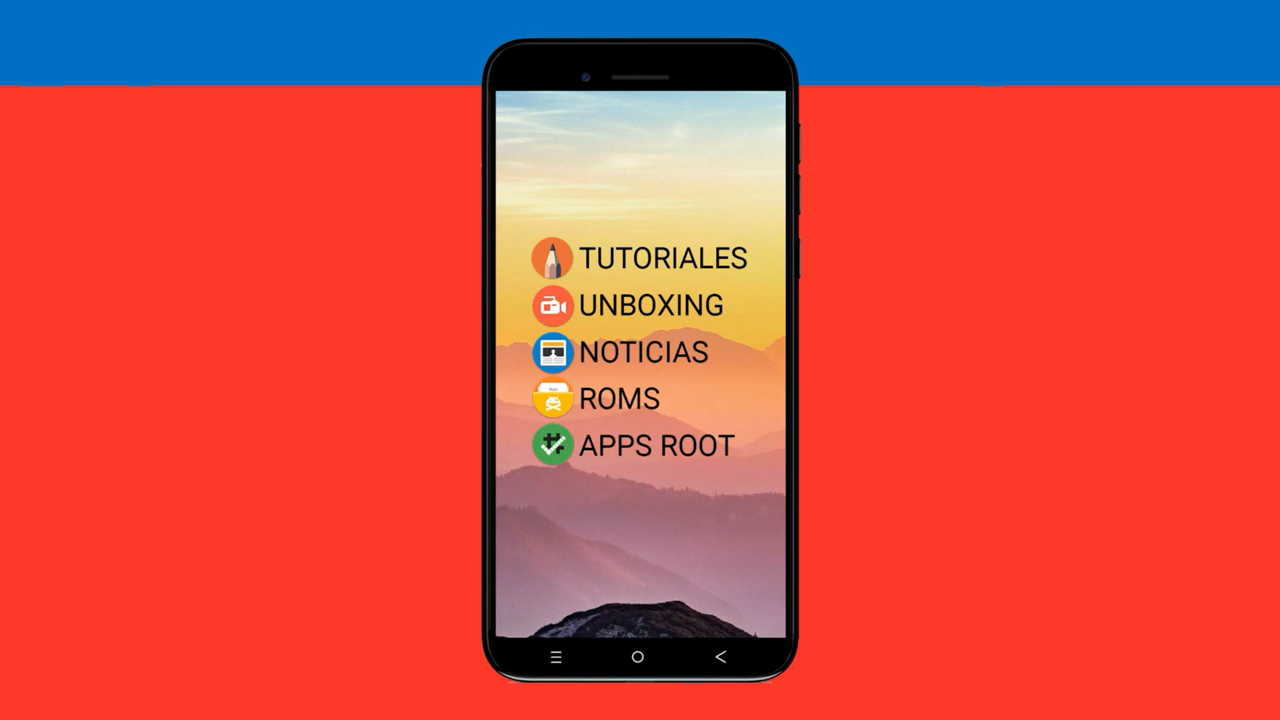 TUTORIALES
UNBOXING
NOTICIAS
ROMS
APPS ROOT